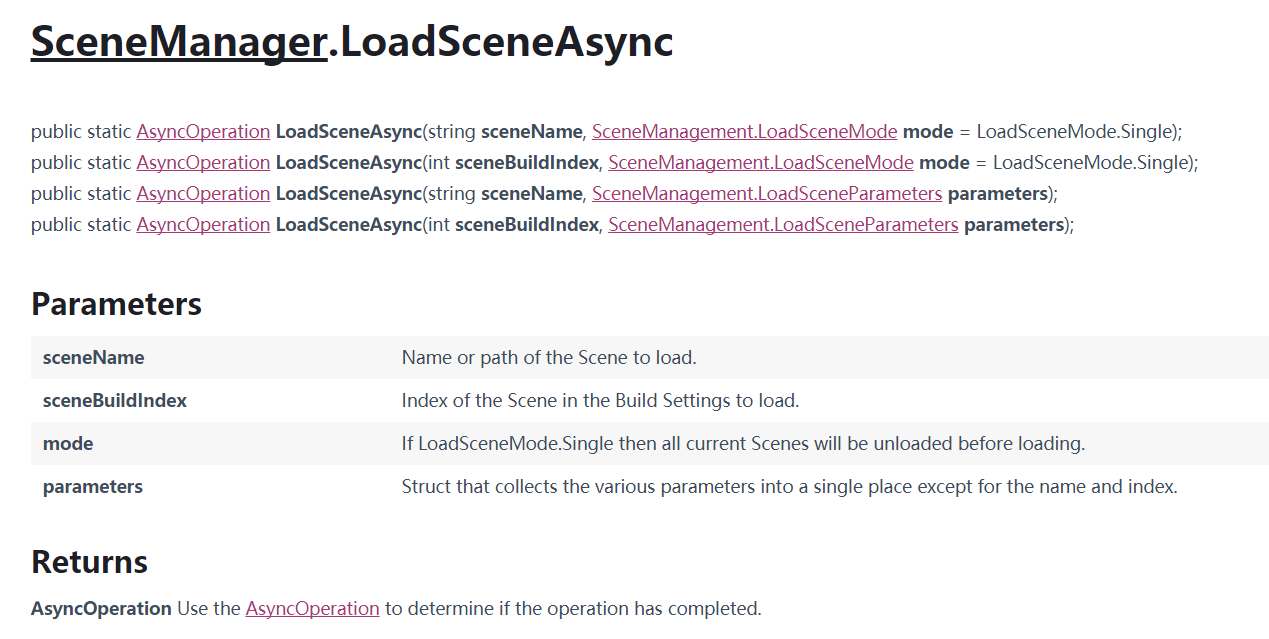 SceneManager.LoadSceneAsync
public static AsyncOperation LoadSceneAsync(string sceneName, SceneManagement.LoadSceneMode mode = LoadSceneMode.Single);
public static AsyncOperation LoadSceneAsync(int sceneBuildIndex, SceneManagement.LoadSceneMode mode = LoadSceneMode.Single);
public static AsyncOperation LoadSceneAsync(string sceneName, SceneManagement.LoadSceneParameters parameters);
public static AsyncOperation LoadSceneAsync(int sceneBuildIndex, SceneManagement.LoadSceneParameters parameters);
Parameters
sceneName Name or path of the Scene to load.
sceneBuildIndex Index of the Scene in the Build Settings to load.
mode If LoadSceneMode.Single then all current Scenes will be unloaded before loading.
parameters Struct that collects the various parameters into a single place except for the name and index.
Returns
AsyncOperation Use the AsyncOperation to determine if the operation has completed.